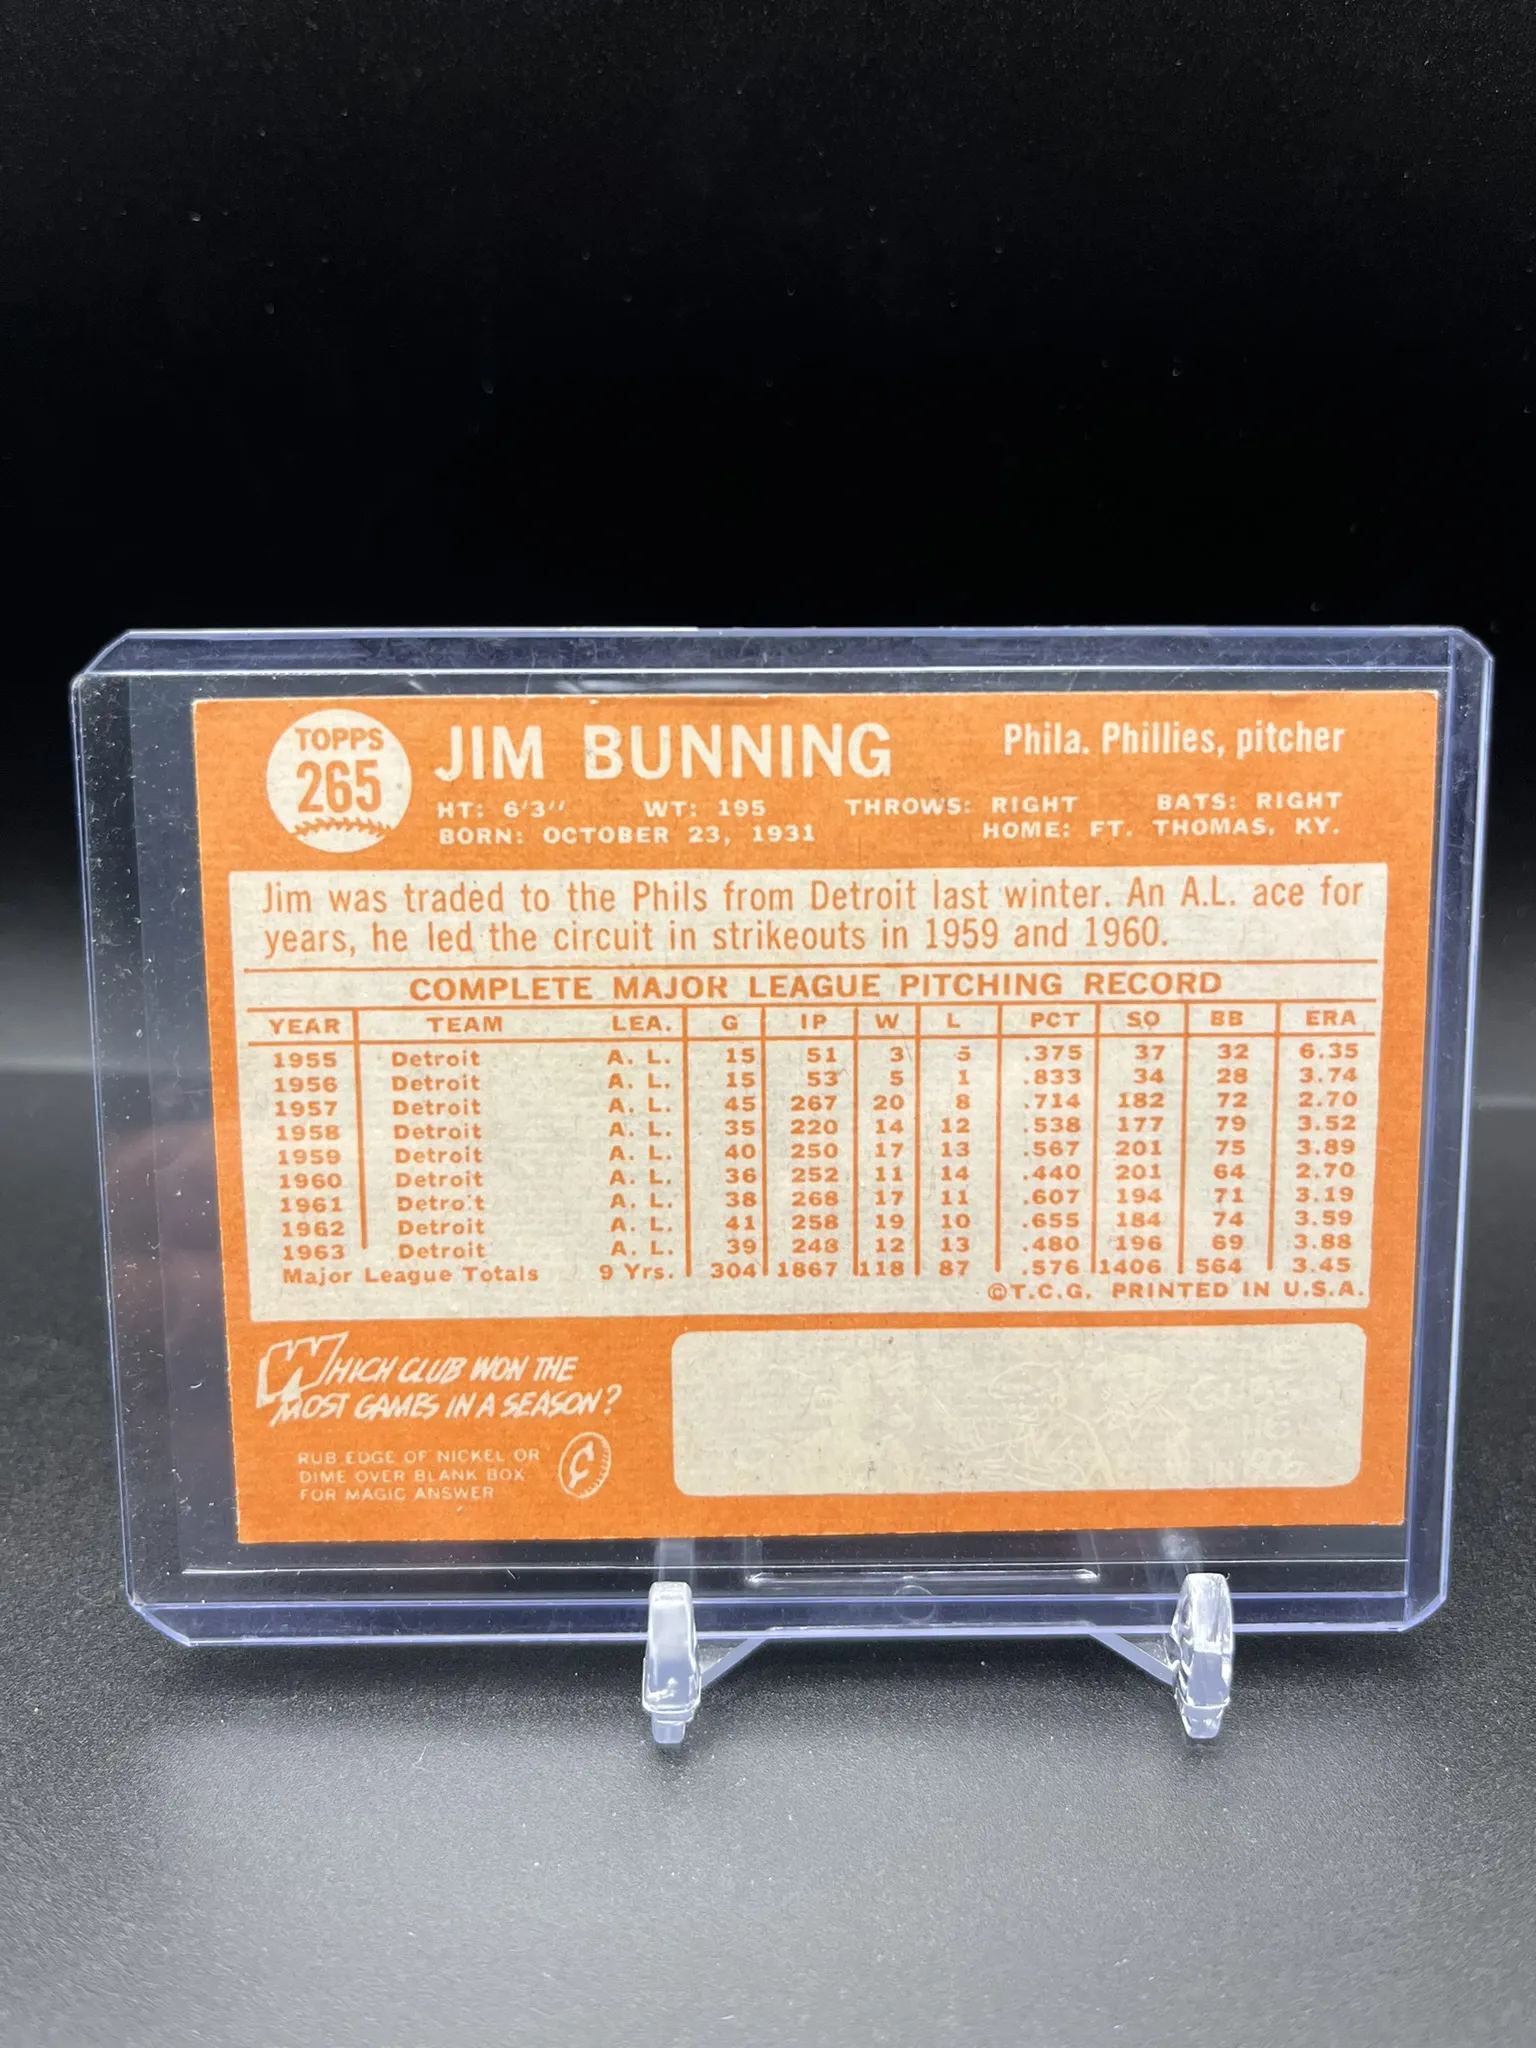 TOPPS
265
JIM BUNNING
Phila. Phillies, pitcher
HT: 6'3" WT: 195 THROWS: RIGHT BATS: RIGHT
BORN: OCTOBER 23, 1931 HOME: FT. THOMAS, KY.
Jim was traded to the Phils from Detroit last winter. An A.L. ace for
years, he led the circuit in strikeouts in 1959 and 1960.
COMPLETE MAJOR LEAGUE PITCHING RECORD
YEAR TEAM LEA. G IP W L PCT SO BB ERA
1955 Detroit A. L. 15 51 3 5 .375 37 32 6.35
1956 Detroit A. L. 15 53 5 1 .833 34 28 3.74
1957 Detroit A. L. 45 267 20 8 .714 182 72 2.70
1958 Detroit A. L. 35 220 14 12 .538 177 79 3.52
1959 Detroit A. L. 40 250 17 13 .567 201 75 3.89
1960 Detroit A. L. 36 252 11 14 .440 201 64 2.70
1961 Detroit A. L. 38 268 17 11 .607 194 71 3.19
1962 Detroit A. L. 41 258 19 10 .655 184 74 3.59
1963 Detroit A. L. 39 248 12 13 .480 196 69 3.88
Major League Totals 9 Yrs. 304 1867 118 87 .576 1406 564 3.45
©T.C.G. PRINTED IN U.S.A.
WHICH CLUB WON THE
MOST GAMES IN A SEASON?
RUB EDGE OF NICKEL OR
DIME OVER BLANK BOX
FOR MAGIC ANSWER
¢